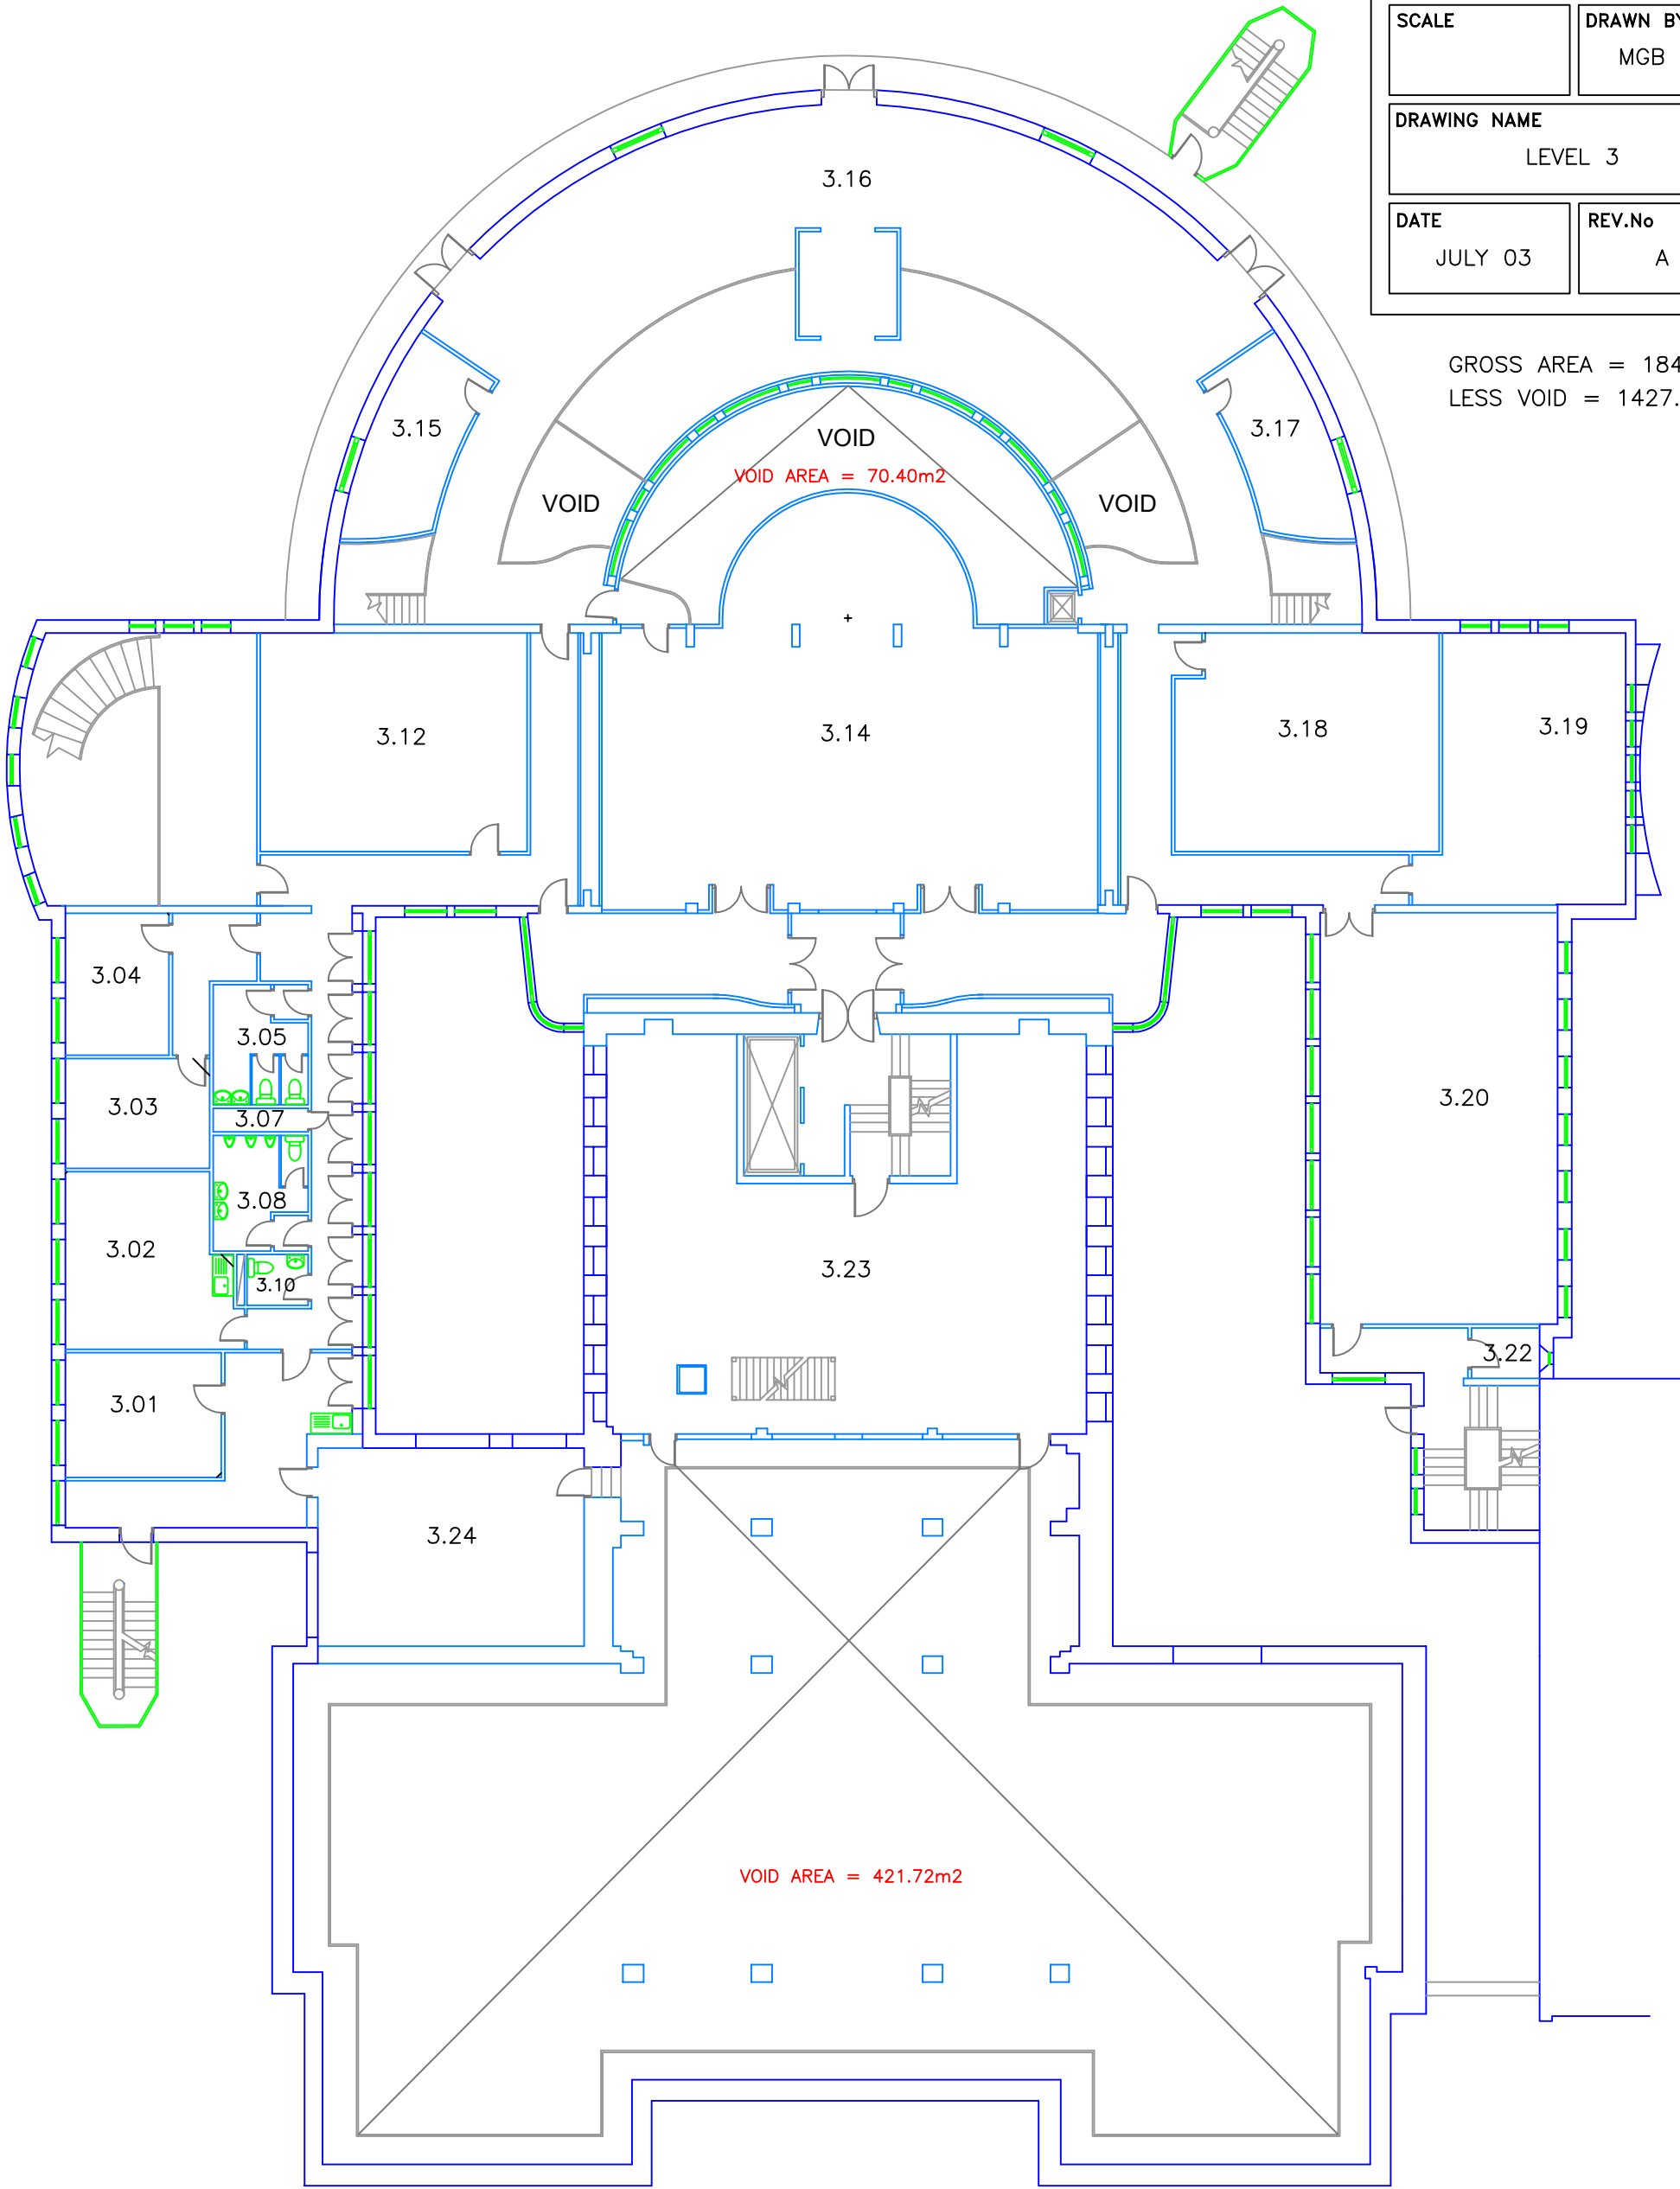 SCALE
DRAWN BY
MGB
DRAWING NAME
LEVEL 3
DATE
REV.No
JULY 03
A
GROSS AREA = 184
LESS VOID = 1427.
3.16
3.15
3.17
VOID
VOID AREA = 70.40m2
VOID
VOID
3.12
3.14
3.18
3.19
3.04
3.05
3.03
3.07
3.20
3.08
3.02
3.10
3.23
3.22
3.01
3.24
VOID AREA = 421.72m2